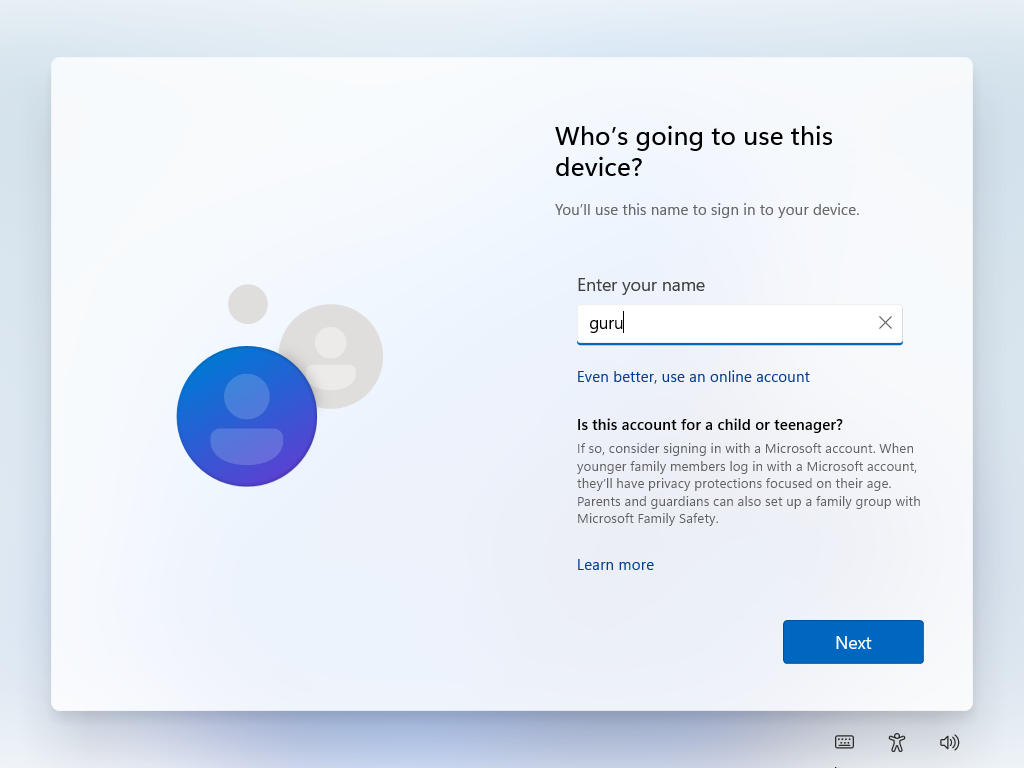 Who’s going to use this
device?
You’ll use this name to sign in to your device.
Enter your name
guru
Even better, use an online account
Is this account for a child or teenager?
If so, consider signing in with a Microsoft account. When
younger family members log in with a Microsoft account,
they’ll have privacy protections focused on their age.
Parents and guardians can also set up a family group with
Microsoft Family Safety.
Learn more
Next